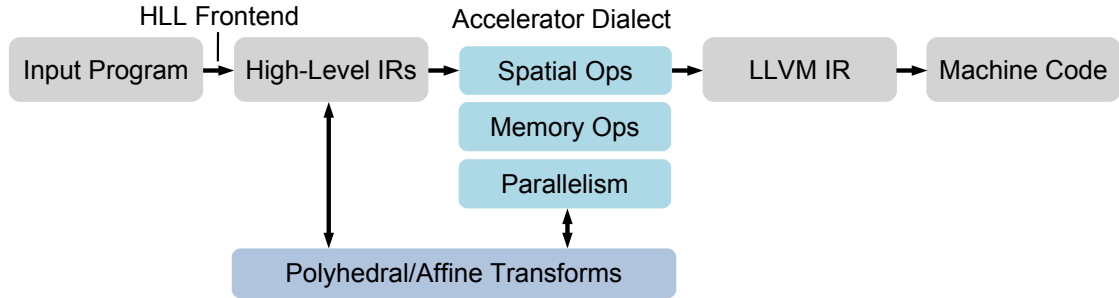 HLL Frontend
Accelerator Dialect
Input Program
High-Level IRs
Spatial Ops
LLVM IR
Machine Code
Memory Ops
Parallelism
Polyhedral/Affine Transforms